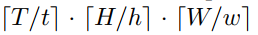 ⌈T/t⌉ · ⌈H/h⌉ · ⌈W/w⌉